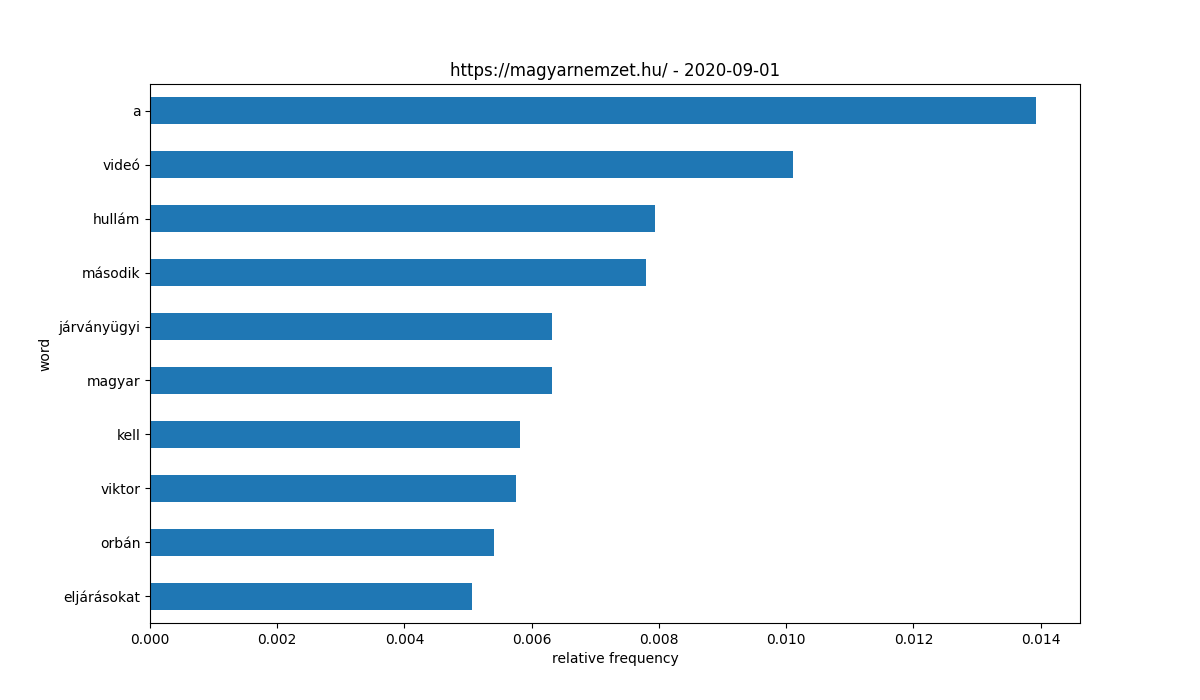 https://magyarnemzet.hu/ - 2020-09-01
a
videó
hullám
második
járványügyi
magyar
kell
viktor
orbán
eljárásokat
word
0.000 0.002 0.004 0.006 0.008 0.010 0.012 0.014
relative frequency